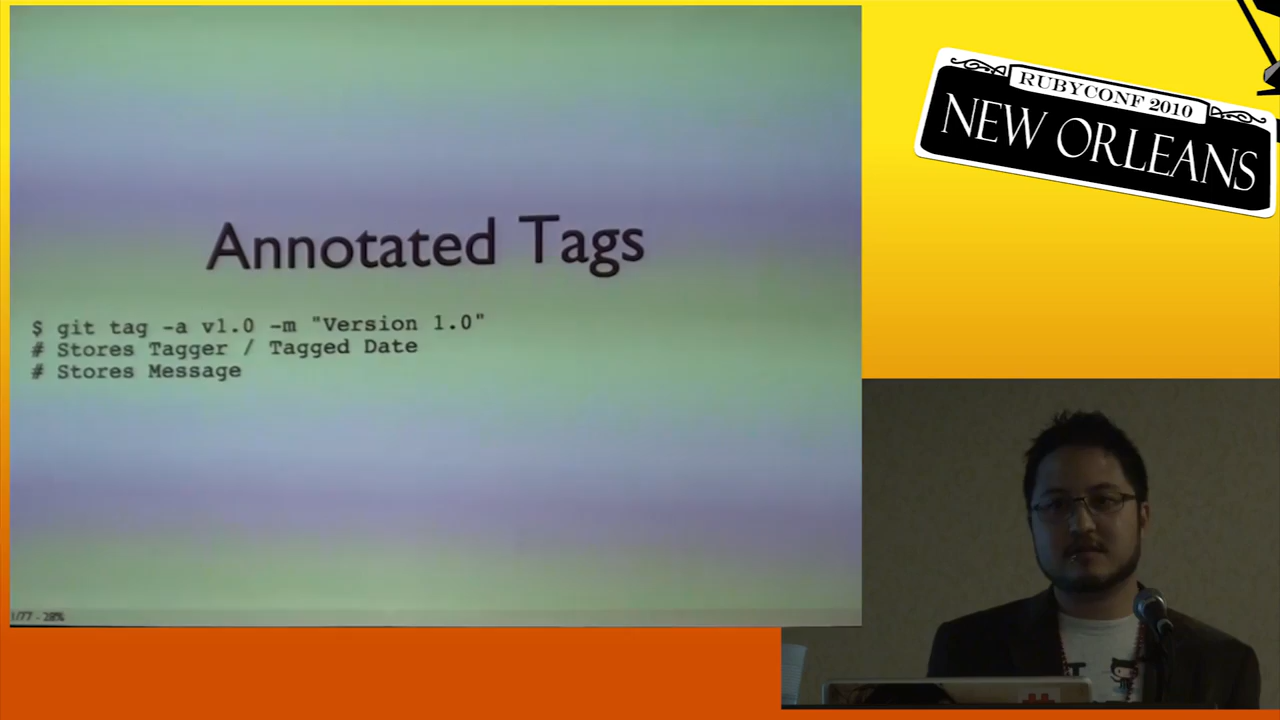 Annotated Tags
$ git tag -a v1.0 -m "Version 1.0"
# Stores Tagger / Tagged Date
# Stores Message
RUBYCONF 2010
NEW ORLEANS